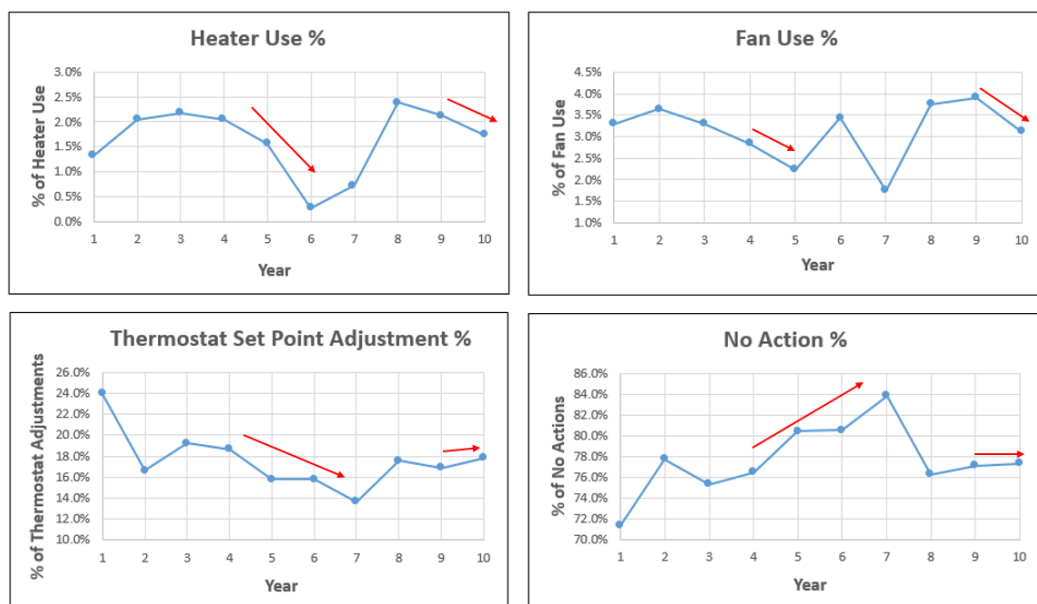 Heater Use %
% of Heater Use
3.0%
2.5%
2.0%
1.5%
1.0%
0.5%
0.0%
1 2 3 4 5 6 7 8 9 10
Year
Fan Use %
% of Fan Use
4.5%
4.0%
3.5%
3.0%
2.5%
2.0%
1.5%
1.0%
1 2 3 4 5 6 7 8 9 10
Year
Thermostat Set Point Adjustment %
% of Thermostat Adjustments
26.0%
24.0%
22.0%
20.0%
18.0%
16.0%
14.0%
12.0%
10.0%
1 2 3 4 5 6 7 8 9 10
Year
No Action %
% of No Actions
86.0%
84.0%
82.0%
80.0%
78.0%
76.0%
74.0%
72.0%
70.0%
1 2 3 4 5 6 7 8 9 10
Year